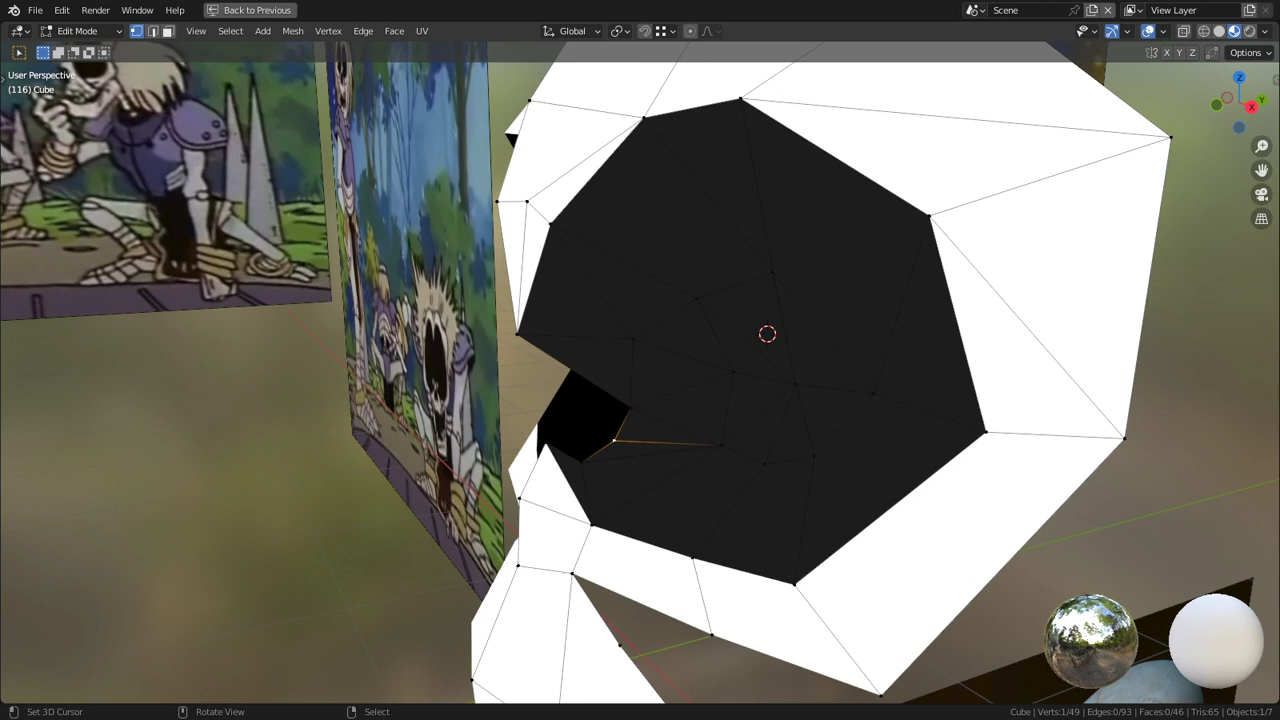 File Edit Render Window Help Back to Previous Scene View Layer
Edit Mode View Select Add Mesh Vertex Edge Face UV Global
X Y Z Options
User Perspective
(116) Cube
Z
Y
X
Set 3D Cursor Rotate View Select Cube | Verts:1/49 | Edges:0/93 | Faces:0/46 | Tris:65 | Objects:1/7